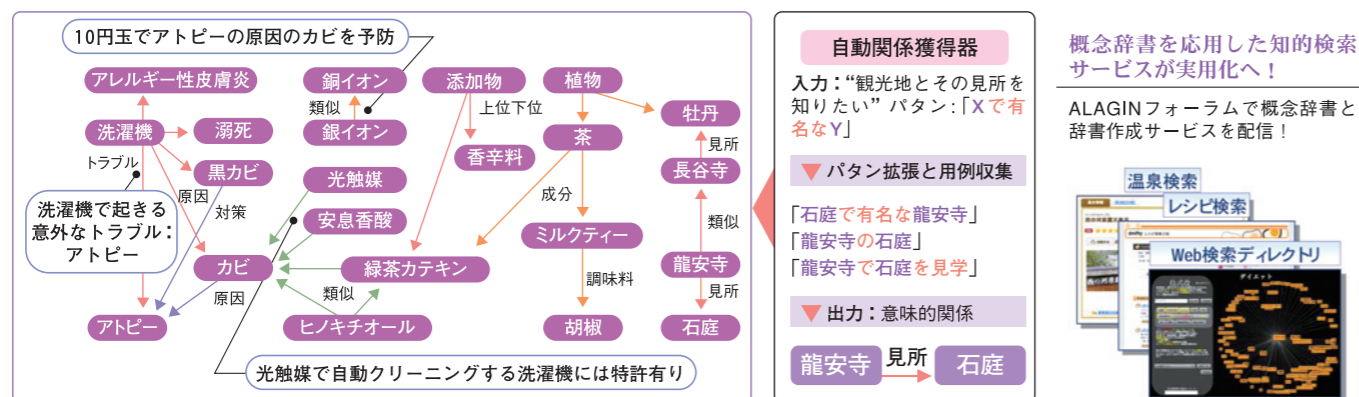 10円玉でアトピーの原因のカビを予防
アレルギー性皮膚炎
銅イオン
添加物
植物
類似
上位下位
牡丹
洗濯機
溺死
銀イオン
茶
見所
トラブル
香辛料
長谷寺
黒カビ
光触媒
成分
原因
対策
洗濯機で起きる
意外なトラブル：
アトピー
安息香酸
ミルクティー
類似
カビ
緑茶カテキン
龍安寺
調味料
原因
類似
見所
アトピー
ヒノキチオール
胡椒
石庭
光触媒で自動クリーニングする洗濯機には特許有り
自動関係獲得器
入力：“観光地とその見所を
知りたい” パタン：「Xで有
名なY」
▼ パタン拡張と用例収集
「石庭で有名な龍安寺」
「龍安寺の石庭」
「龍安寺で石庭を見学」
▼ 出力：意味的関係
龍安寺 見所 石庭
概念辞書を応用した知的検索
サービスが実用化へ！
ALAGINフォーラムで概念辞書と
辞書作成サービスを配信！
温泉検索
レシピ検索
Web検索ディレクトリ
ダイエット